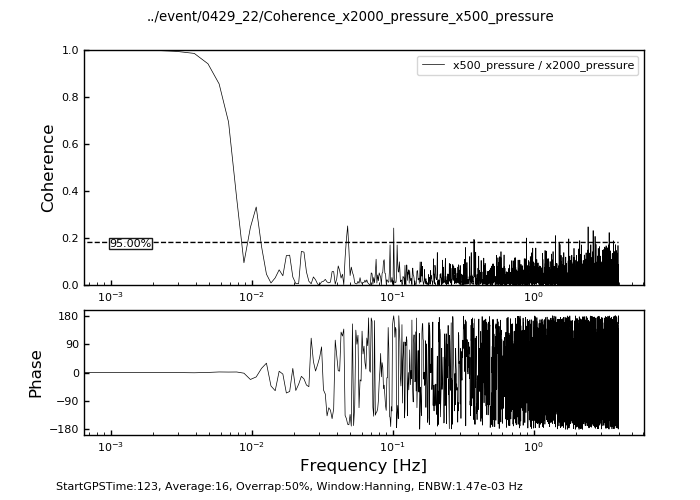 ../event/0429_22/Coherence_x2000_pressure_x500_pressure
x500_pressure / x2000_pressure
Coherence
1.0
0.8
0.6
0.4
0.2
0.0
95.00%
10⁻³ 10⁻² 10⁻¹ 10⁰
Phase
180
90
0
−90
−180
10⁻³ 10⁻² 10⁻¹ 10⁰
Frequency [Hz]
StartGPSTime:123, Average:16, Overrap:50%, Window:Hanning, ENBW:1.47e-03 Hz